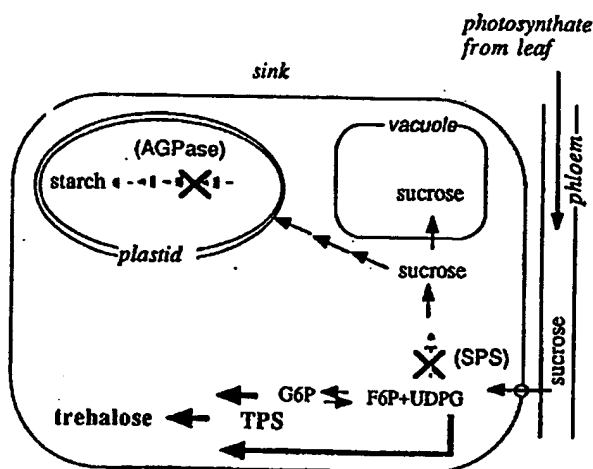 photosynthate
from leaf
sink
(AGPase)
starch
plastid
vacuole
sucrose
sucrose
phloem
(SPS)
sucrose
G6P
F6P+UDPG
trehalose
TPS